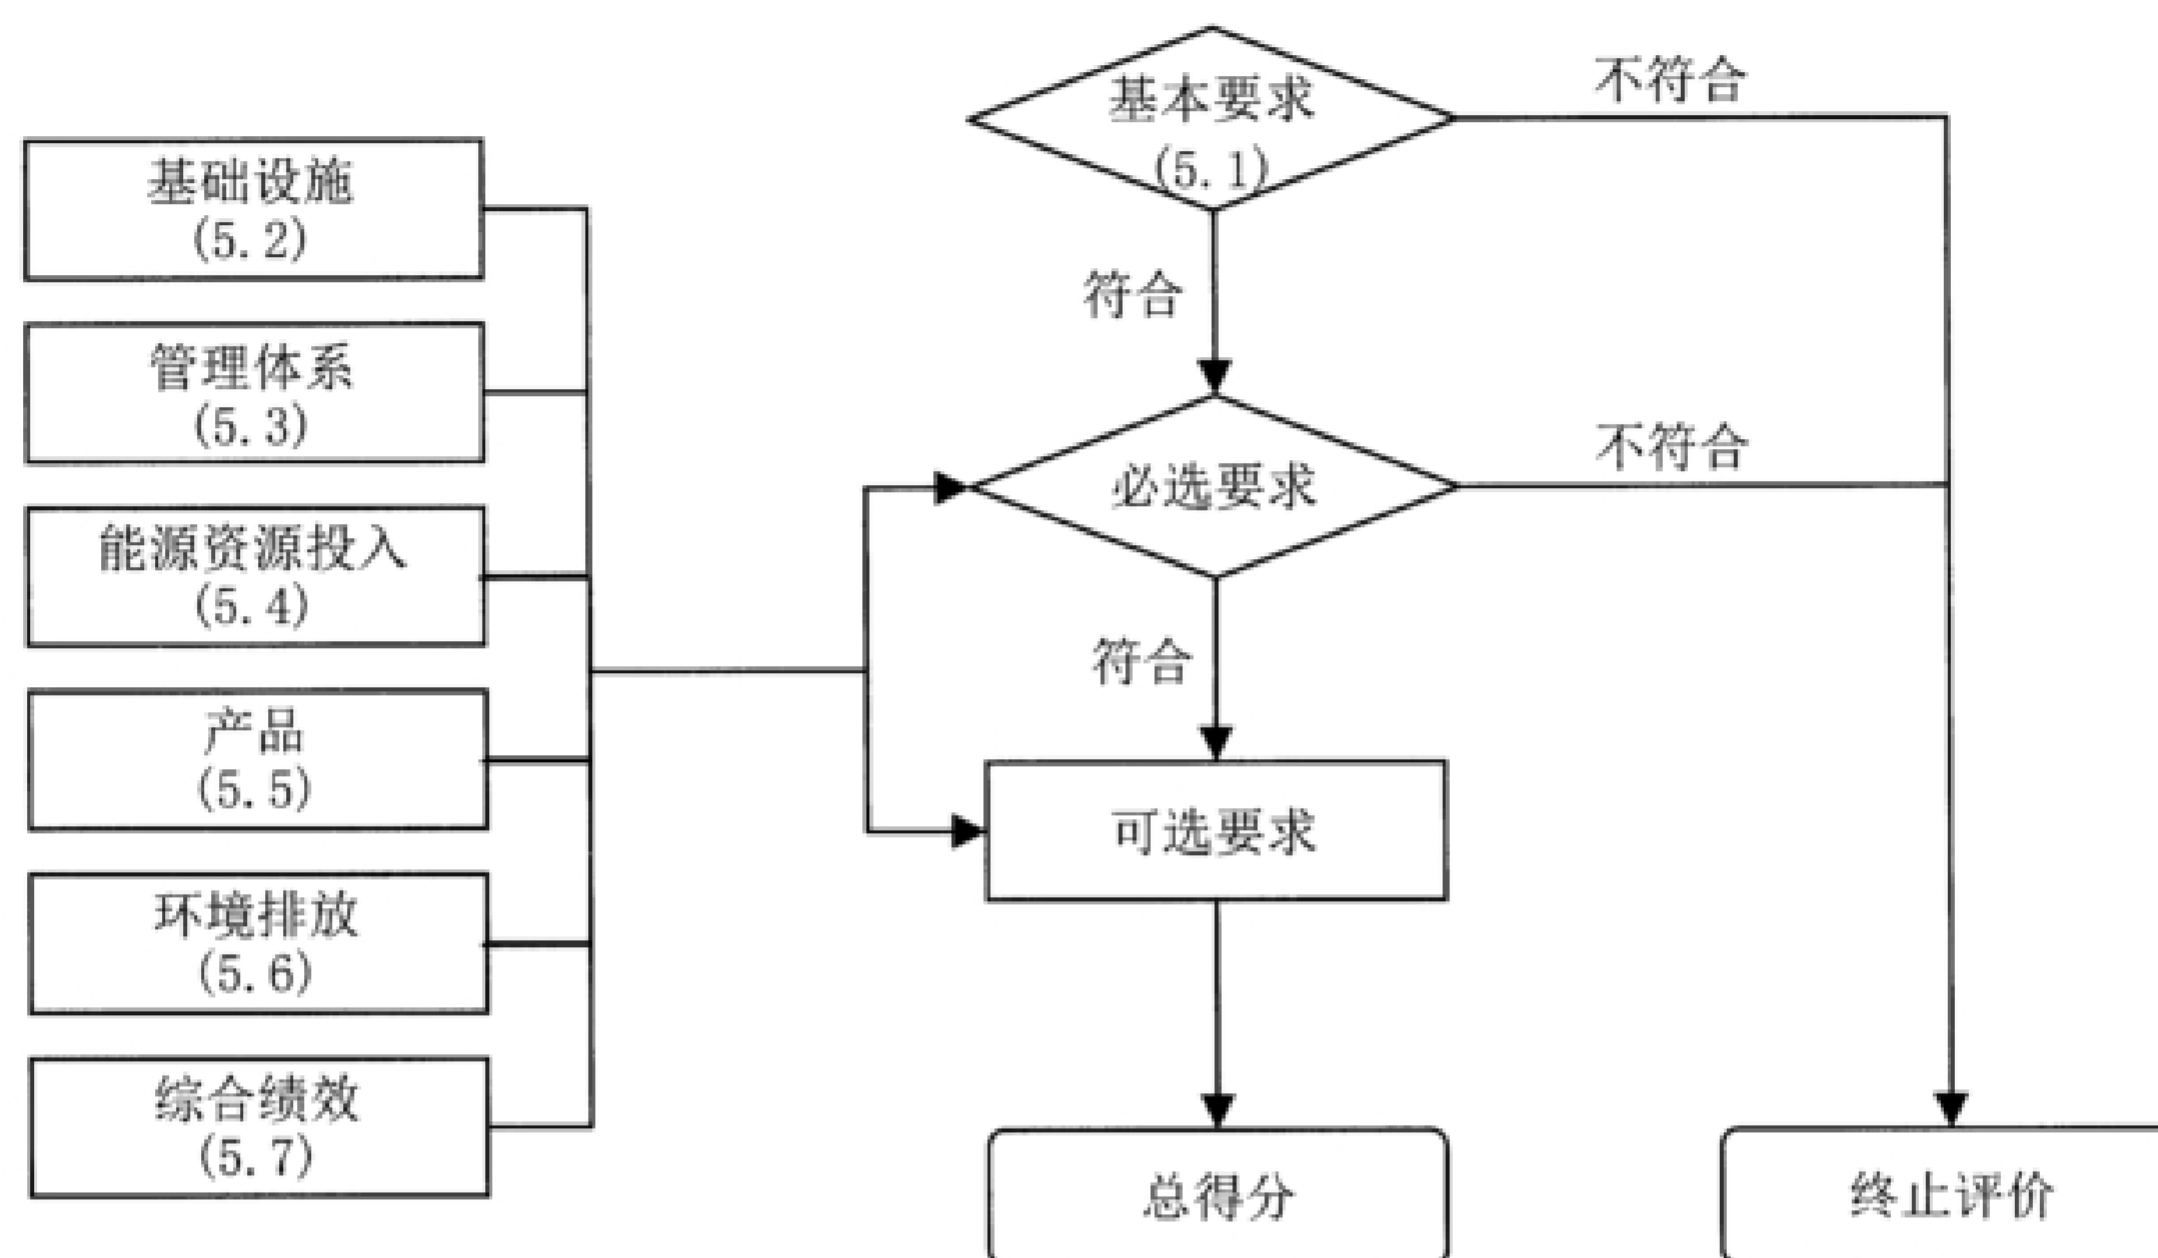 基本要求
(5.1)
不符合
基础设施
(5.2)
符合
管理体系
(5.3)
必选要求
不符合
能源资源投入
(5.4)
符合
产品
(5.5)
可选要求
环境排放
(5.6)
综合绩效
(5.7)
总得分
终止评价